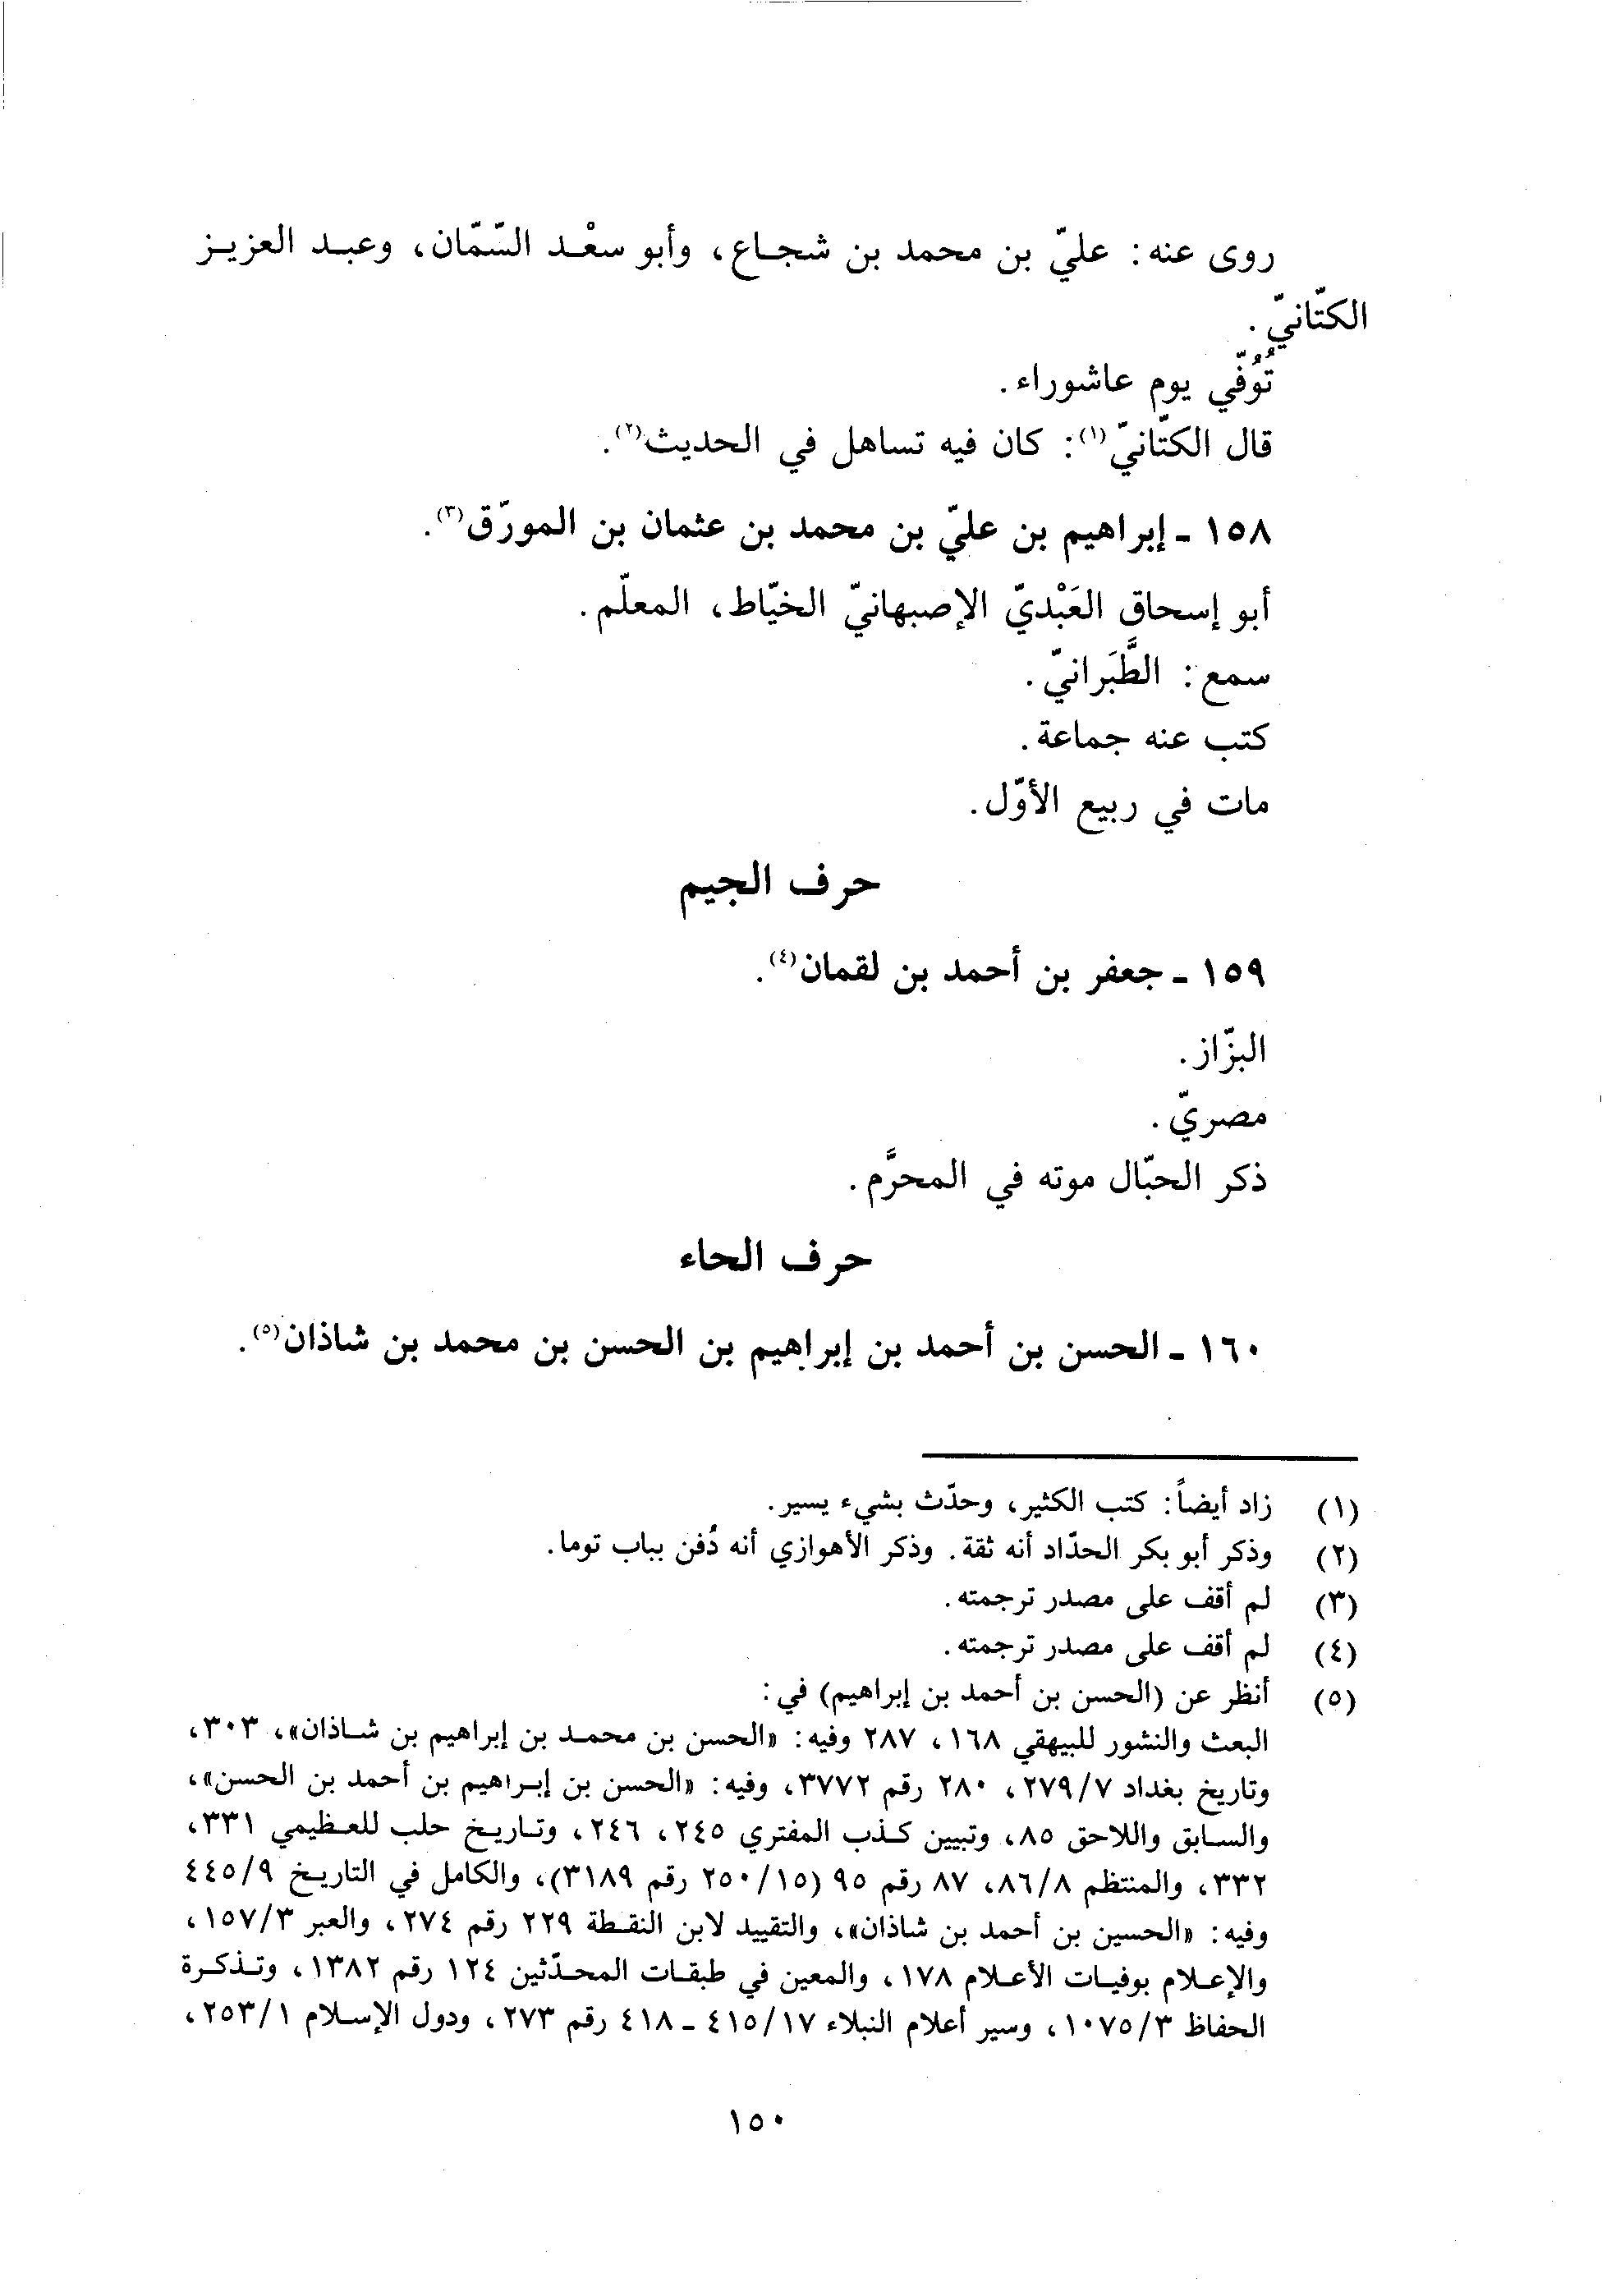 روى عنه: عليّ بن محمد بن شجاع، وأبو سعْد السّمّان، وعبد العزيز
الكتّانيّ.
تُوُفّي يوم عاشوراء.
قال الكتّانيّ(١): كان فيه تساهل في الحديث(٢).
١٥٨ - إبراهيم بن عليّ بن محمد بن عثمان بن المورّق(٣).
أبو إسحاق العَبْديّ الإصبهانيّ الخيّاط، المعلّم.
سمع: الطَّبَرانيّ.
كتب عنه جماعة.
مات في ربيع الأوّل.
حرف الجيم
١٥٩ - جعفر بن أحمد بن لقمان(٤).
البزّاز.
مصريّ.
ذكر الحبّال موته في المحرَّم.
حرف الحاء
١٦٠ - الحسن بن أحمد بن إبراهيم بن الحسن بن محمد بن شاذان(٥).
(١) زاد أيضاً: كتب الكثير، وحدّث بشيء يسير.
(٢) وذكر أبو بكر الحدّاد أنه ثقة. وذكر الأهوازي أنه دُفن بباب توما.
(٣) لم أقف على مصدر ترجمته.
(٤) لم أقف على مصدر ترجمته.
(٥) أنظر عن (الحسن بن أحمد بن إبراهيم) في:
البعث والنشور للبيهقي ١٦٨، ٢٨٧ وفيه: «الحسن بن محمد بن إبراهيم بن شاذان»، ٣٠٣،
وتاريخ بغداد ٢٧٩/٧، ٢٨٠ رقم ٣٧٧٢، وفيه: «الحسن بن إبراهيم بن أحمد بن الحسن»،
والسابق واللاحق ٨٥، وتبيين كذب المفتري ٢٤٥، ٢٤٦، وتاريخ حلب للعظيمي ٣٣١،
٣٣٢، والمنتظم ٨٦/٨، ٨٧ رقم ٩٥ (٢٥٠/١٥ رقم ٣١٨٩)، والكامل في التاريخ ٤٤٥/٩
وفيه: «الحسين بن أحمد بن شاذان»، والتقييد لابن النقطة ٢٢٩ رقم ٢٧٤، والعبر ١٥٧/٣،
والإعلام بوفيات الأعلام ١٧٨، والمعين في طبقات المحدّثين ١٢٤ رقم ١٣٨٢، وتذكرة
الحفاظ ١٠٧٥/٣، وسير أعلام النبلاء ٤١٥/١٧ - ٤١٨ رقم ٢٧٣، ودول الإسلام ٢٥٣/١،
١٥٠